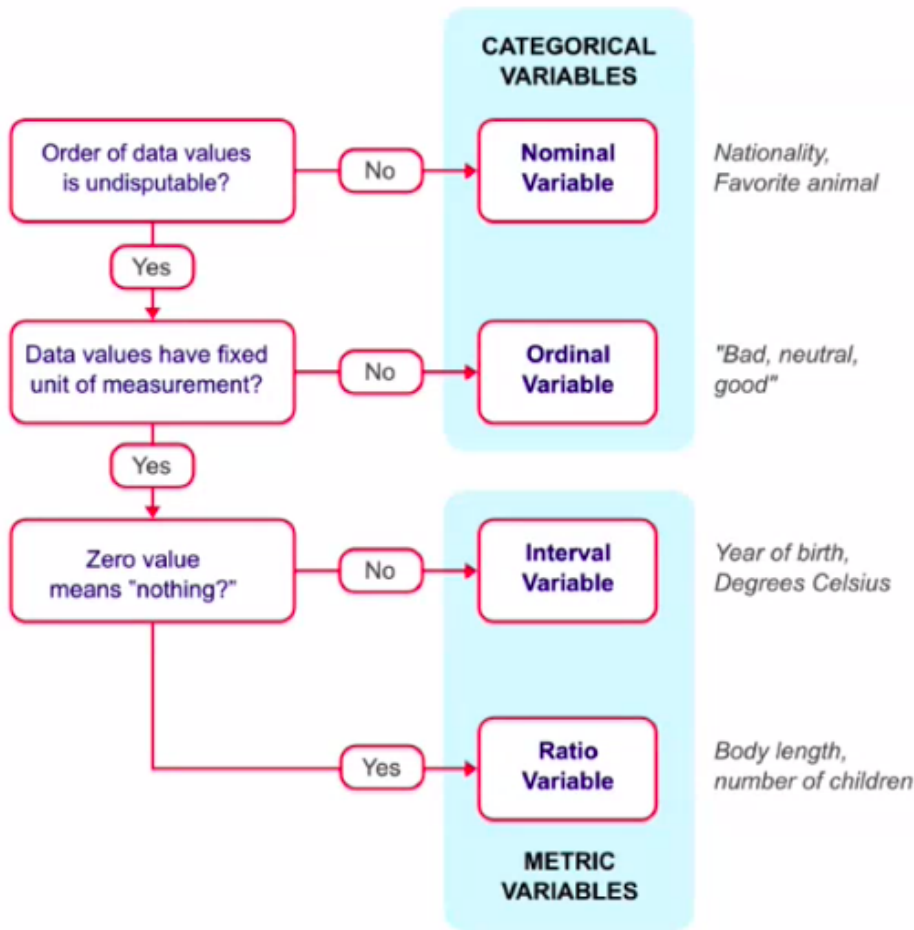 CATEGORICAL
VARIABLES
Order of data values
is undisputable?
No
Nominal
Variable
Nationality,
Favorite animal
Yes
Data values have fixed
unit of measurement?
No
Ordinal
Variable
"Bad, neutral,
good"
Yes
Zero value
means "nothing?"
No
Interval
Variable
Year of birth,
Degrees Celsius
Yes
Ratio
Variable
Body length,
number of children
METRIC
VARIABLES